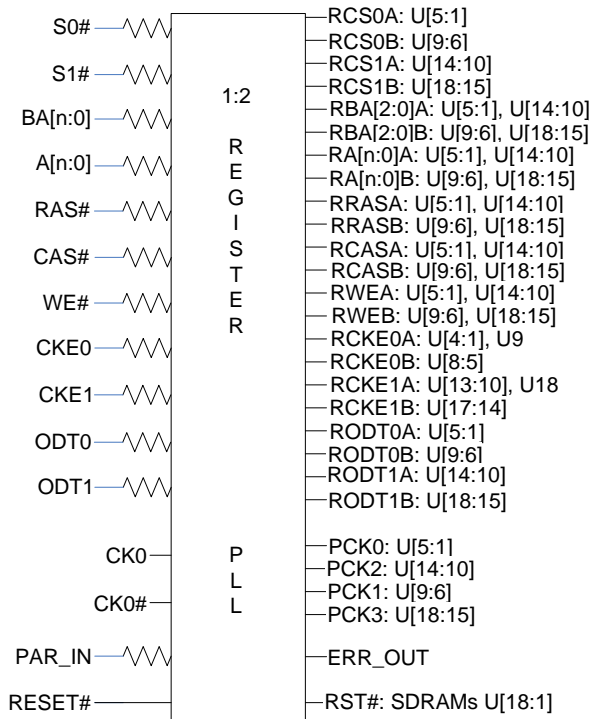 S0#
S1#
BA[n:0]
A[n:0]
RAS#
CAS#
WE#
CKE0
CKE1
ODT0
ODT1
CK0
CK0#
PAR_IN
RESET#
1:2
R
E
G
I
S
T
E
R
P
L
L
RCS0A: U[5:1]
RCS0B: U[9:6]
RCS1A: U[14:10]
RCS1B: U[18:15]
RBA[2:0]A: U[5:1], U[14:10]
RBA[2:0]B: U[9:6], U[18:15]
RA[n:0]A: U[5:1], U[14:10]
RA[n:0]B: U[9:6], U[18:15]
RRASA: U[5:1], U[14:10]
RRASB: U[9:6], U[18:15]
RCASA: U[5:1], U[14:10]
RCASB: U[9:6], U[18:15]
RWEA: U[5:1], U[14:10]
RWEB: U[9:6], U[18:15]
RCKE0A: U[4:1], U9
RCKE0B: U[8:5]
RCKE1A: U[13:10], U18
RCKE1B: U[17:14]
RODT0A: U[5:1]
RODT0B: U[9:6]
RODT1A: U[14:10]
RODT1B: U[18:15]
PCK0: U[5:1]
PCK2: U[14:10]
PCK1: U[9:6]
PCK3: U[18:15]
ERR_OUT
RST#: SDRAMs U[18:1]